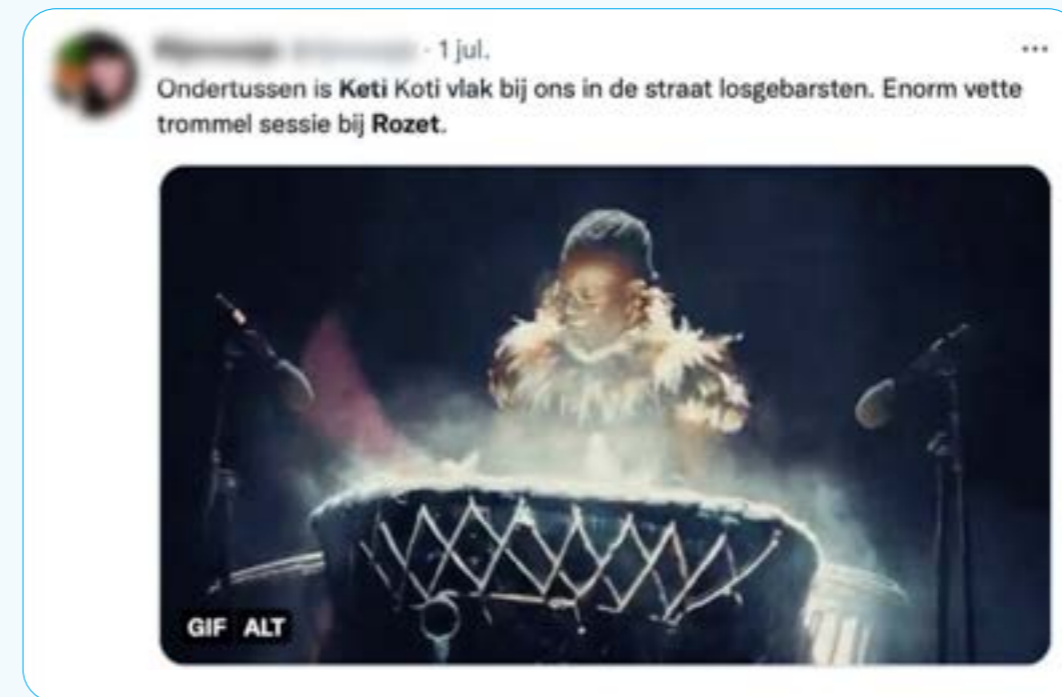 · 1 jul.
Ondertussen is Keti Koti vlak bij ons in de straat losgebarsten. Enorm vette
trommel sessie bij Rozet.
GIF ALT